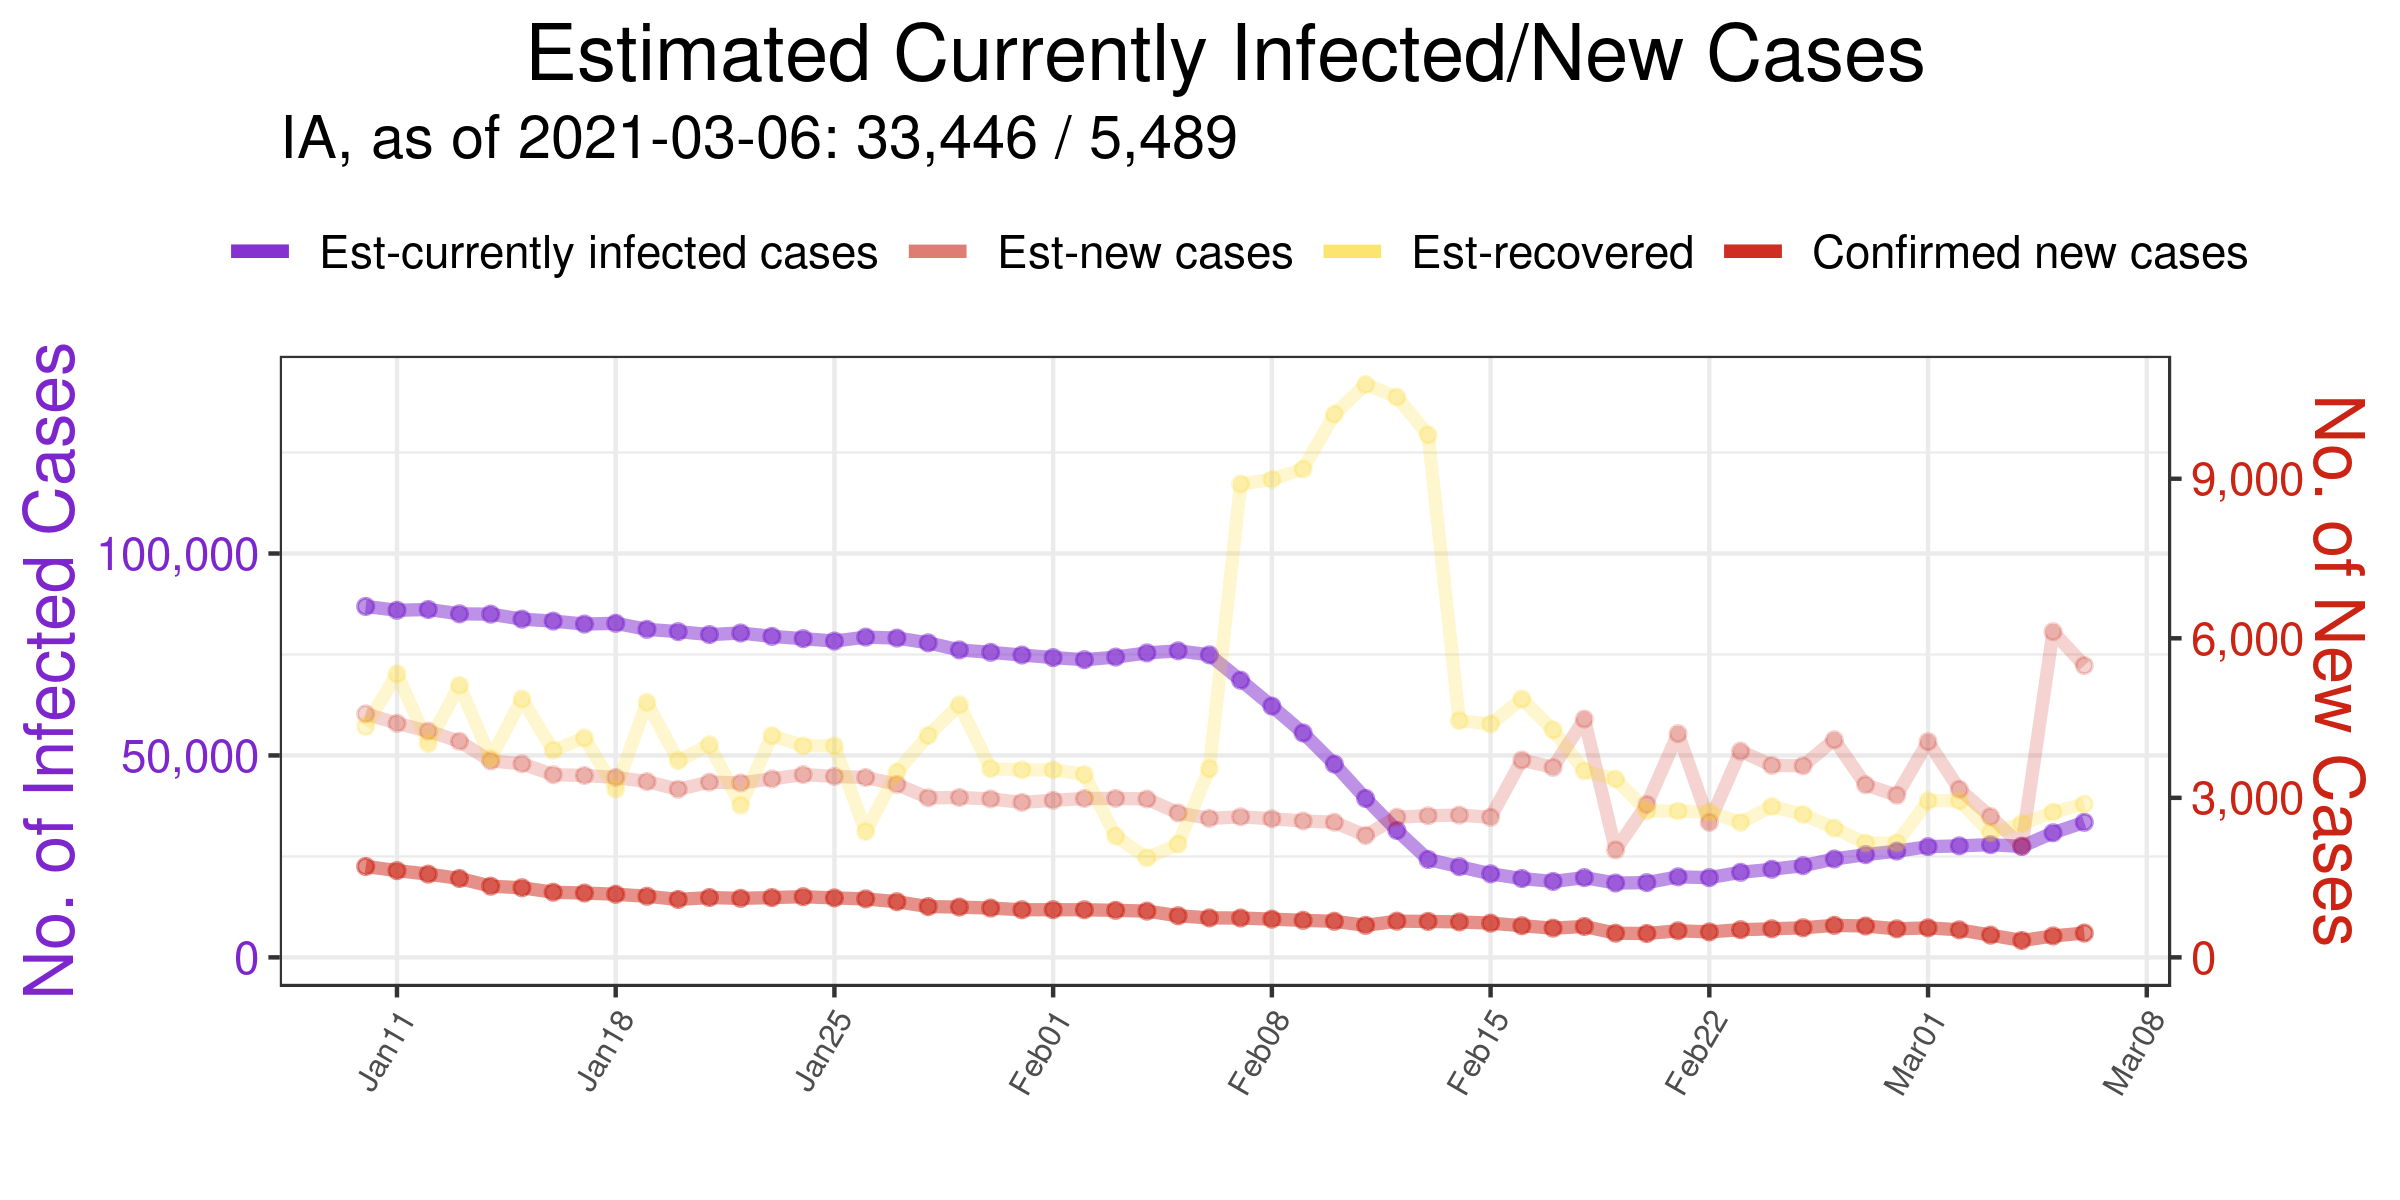 Estimated Currently Infected/New Cases
IA, as of 2021-03-06: 33,446 / 5,489
Est-currently infected cases Est-new cases Est-recovered Confirmed new cases
No. of Infected Cases
100,000
50,000
0
9,000
6,000
3,000
0
No. of New Cases
Jan11 Jan18 Jan25 Feb01 Feb08 Feb15 Feb22 Mar01 Mar08